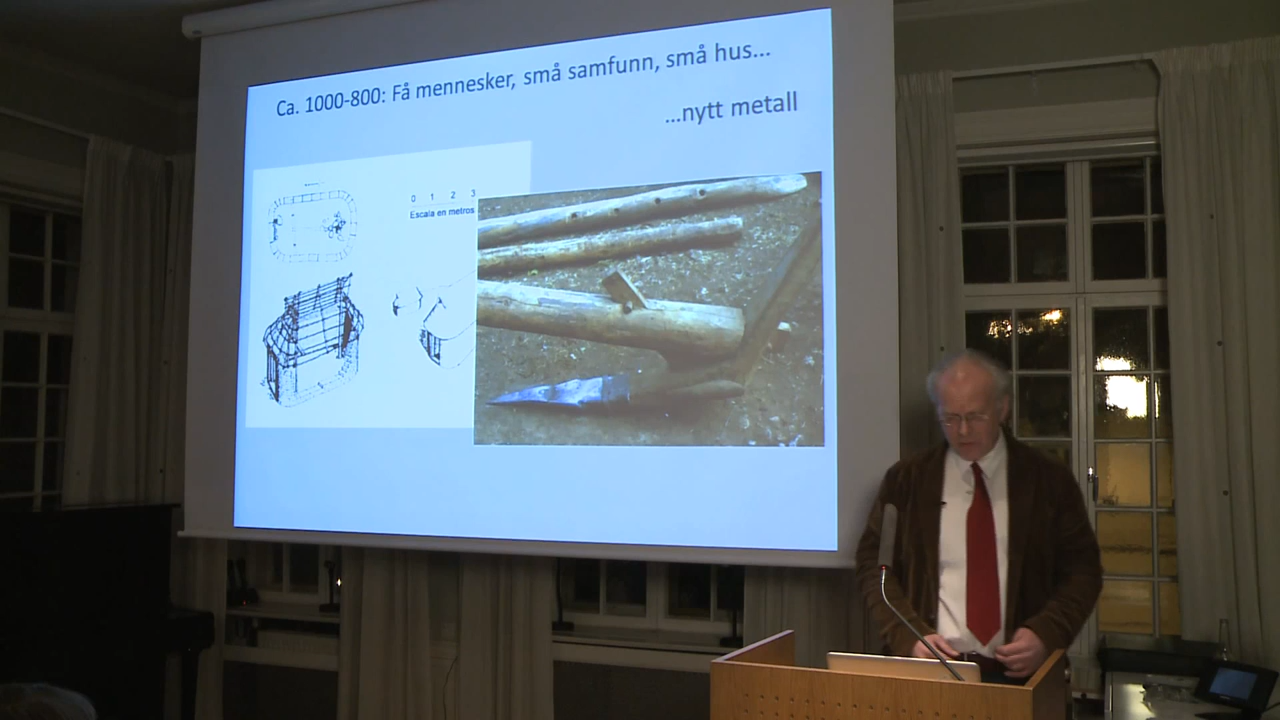 Ca. 1000-800: Få mennesker, små samfunn, små hus...
...nytt metall
0 1 2 3
Escala en metros